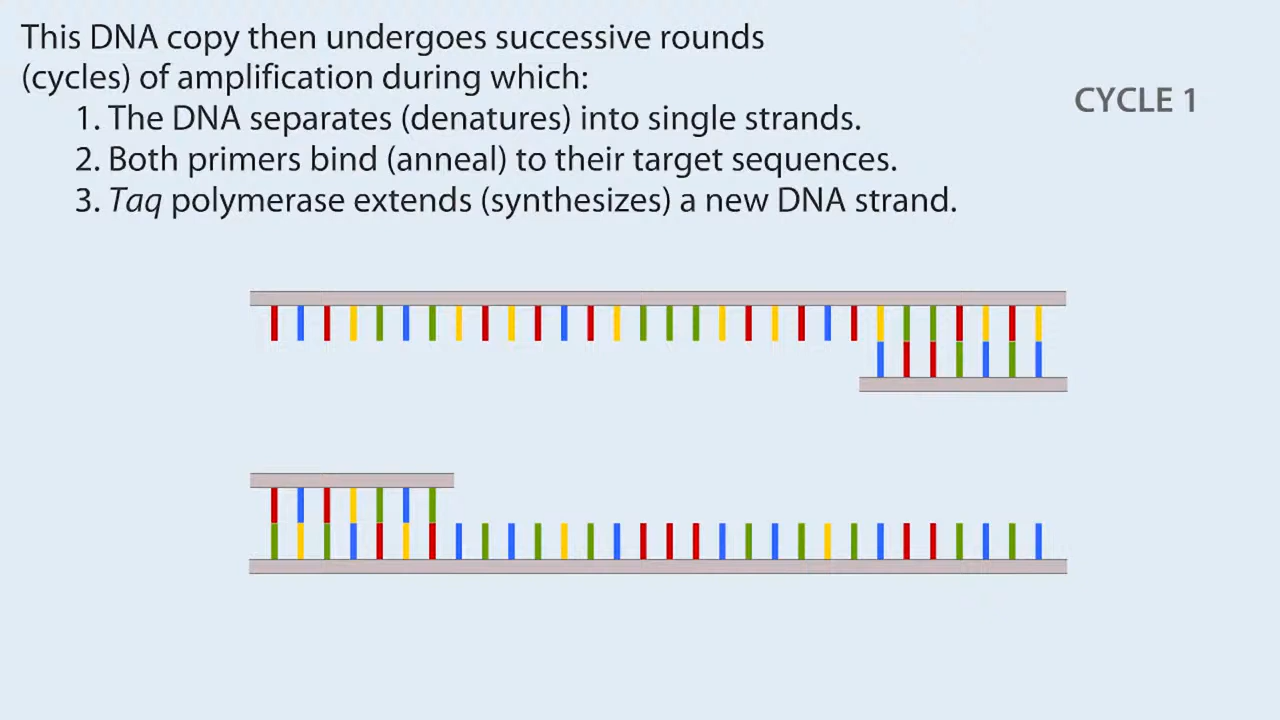 This DNA copy then undergoes successive rounds
(cycles) of amplification during which:
CYCLE 1
1. The DNA separates (denatures) into single strands.
2. Both primers bind (anneal) to their target sequences.
3. Taq polymerase extends (synthesizes) a new DNA strand.